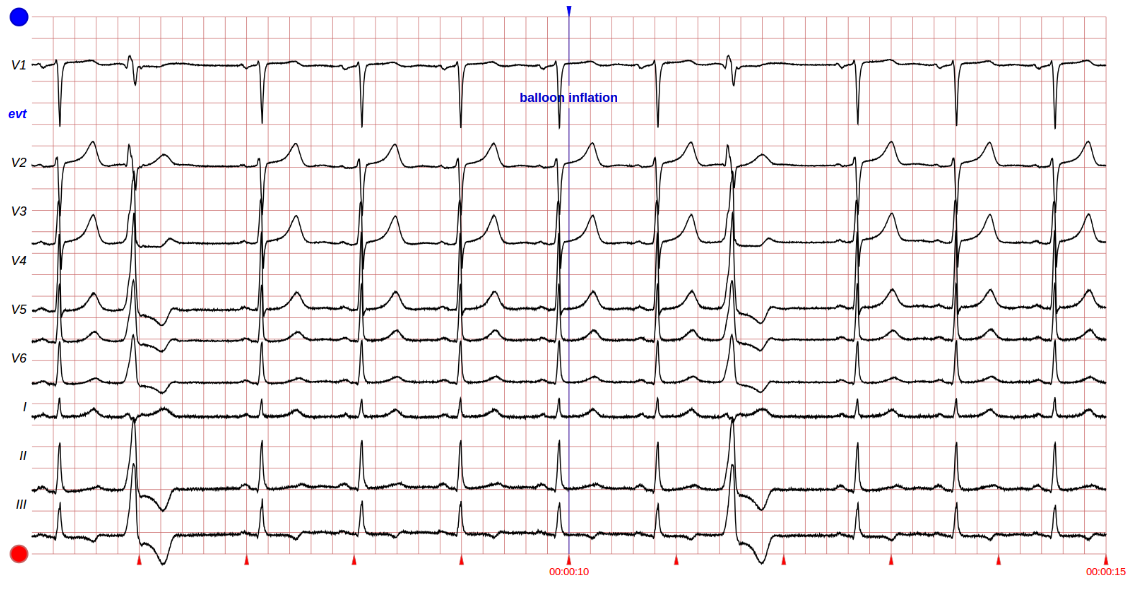 V1
balloon inflation
evt
V2
V3
V4
V5
V6
I
II
III
00:00:10
00:00:15